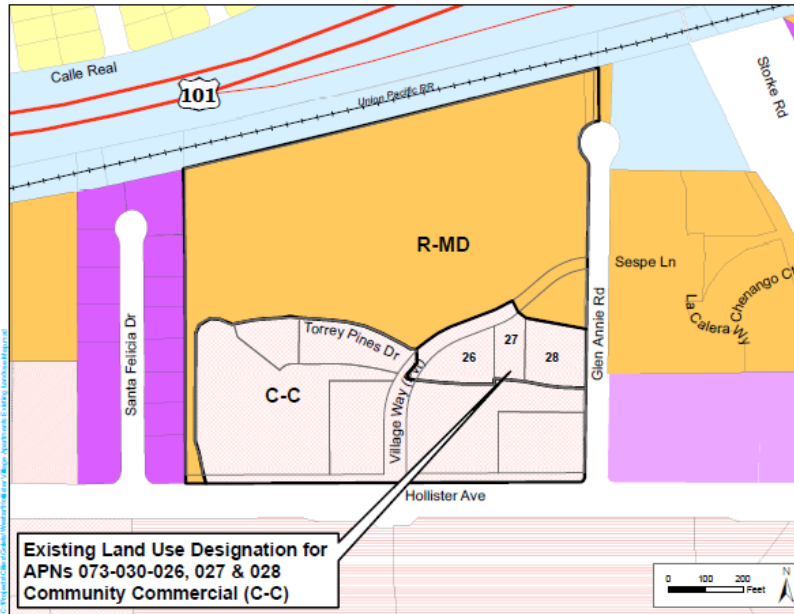 Calle Real
101
Union Pacific RR
Storke Rd
R-MD
Sespe Ln
La Calera Wy
Chenango Ct
Santa Felicia Dr
Torrey Pines Dr
Glen Annie Rd
27
26
28
C-C
Village Way
Hollister Ave
Existing Land Use Designation for
APNs 073-030-026, 027 & 028
Community Commercial (C-C)
0 100 200
Feet
N